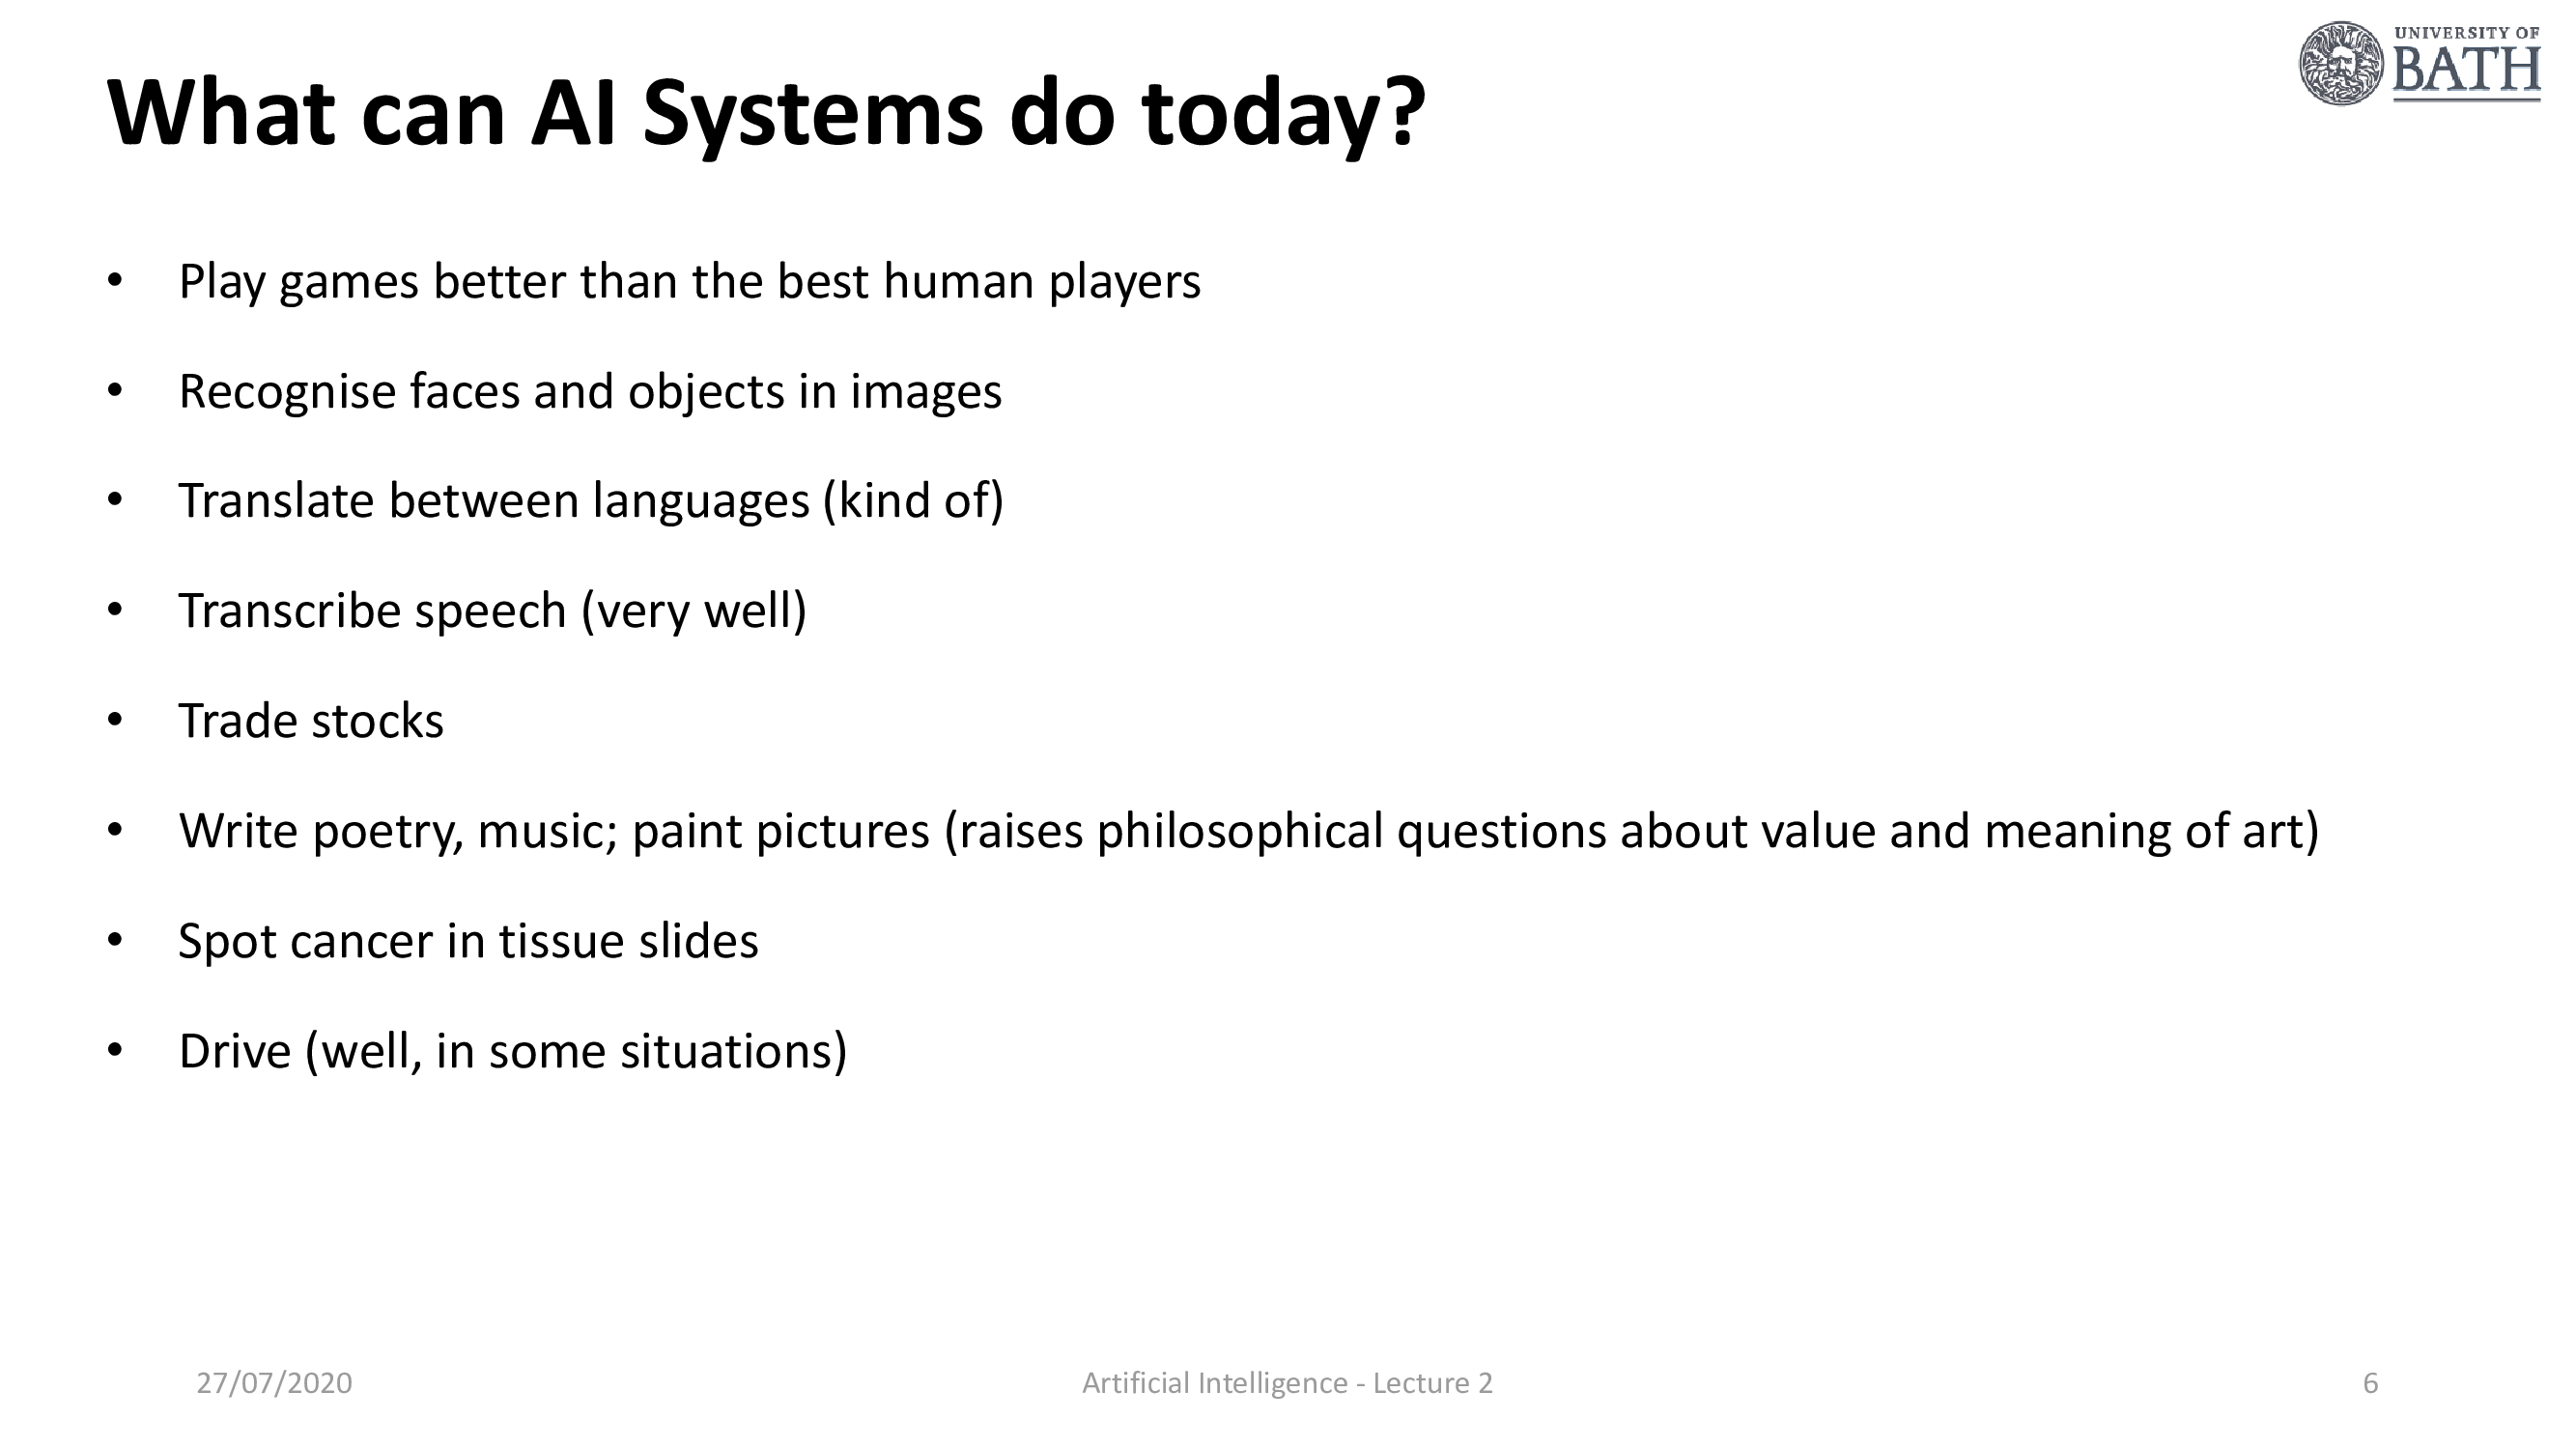 UNIVERSITY OF
BATH
What can AI Systems do today?
• Play games better than the best human players
• Recognise faces and objects in images
• Translate between languages (kind of)
• Transcribe speech (very well)
• Trade stocks
• Write poetry, music; paint pictures (raises philosophical questions about value and meaning of art)
• Spot cancer in tissue slides
• Drive (well, in some situations)
27/07/2020
Artificial Intelligence - Lecture 2
6